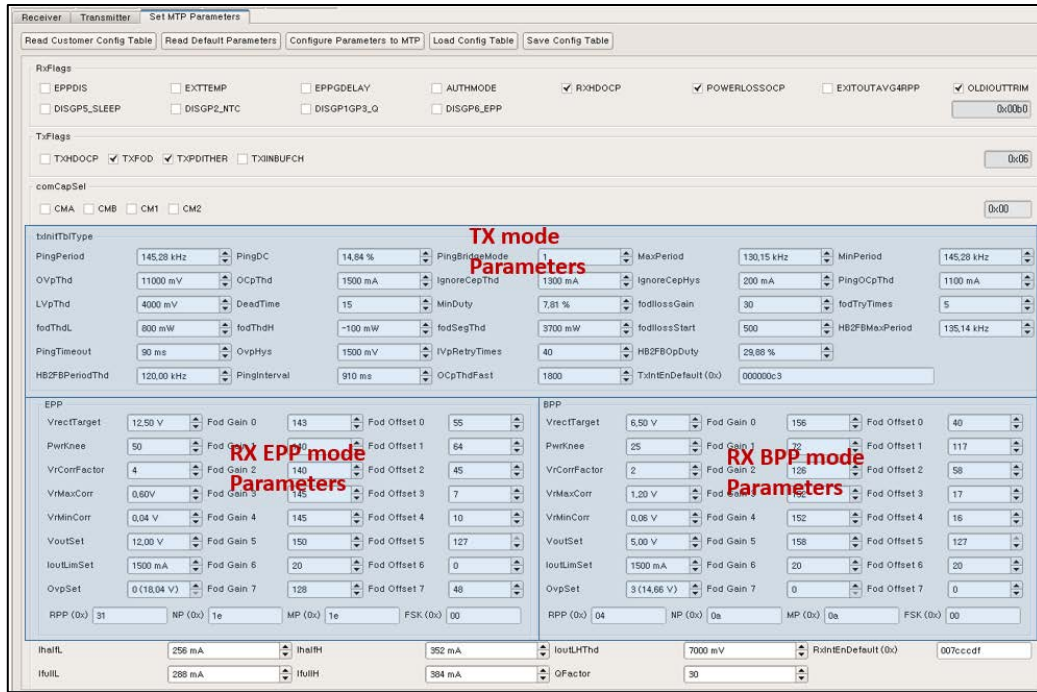 Receiver Transmitter Set MTP Parameters
Read Customer Config Table Read Default Parameters Configure Parameters to MTP Load Config Table Save Config Table
RxFlags
EPPDIS EXTTEMP EPPGDELAY AUTHMODE RXHDOCP POWERLOSSOCP EXITOUTAVG4RPP OLDIOUTTRIM
DISGP5_SLEEP DISGP2_NTC DISGP1GP3_Q DISGP6_EPP 0x00b0
TxFlags
TXHDOCP TXFOD TXPDITHER TXIINBUFCH 0x06
comCapSel
CMA CMB CM1 CM2 0x00
txInitTblType
TX mode
Parameters
PingPeriod 145,28 kHz PingDC 14,84 % PingBridgeMode 1 MaxPeriod 130,15 kHz MinPeriod 145,28 kHz
OVpThd 11000 mV OCpThd 1500 mA IgnoreCepThd 1300 mA IgnoreCepHys 200 mA PingOCpThd 1100 mA
LVpThd 4000 mV DeadTime 15 MinDuty 7,81 % fodIlossGain 30 fodTryTimes 5
fodThdL 800 mW fodThdH -100 mW fodSegThd 3700 mW fodIlossStart 500 HB2FBMaxPeriod 135,14 kHz
PingTimeout 90 ms OvpHys 1500 mV IVpRetryTimes 40 HB2FBOpDuty 29,88 %
HB2FBPeriodThd 120,00 kHz PingInterval 910 ms OCpThdFast 1800 TxIntEnDefault (0x) 000000c3
EPP
VrectTarget 12,50 V Fod Gain 0 143 Fod Offset 0 55
PwrKnee 50 Fod Gain 1 140 Fod Offset 1 64
RX EPP mode
Parameters
VrCorrFactor 4 Fod Gain 2 140 Fod Offset 2 45
VrMaxCorr 0,60V Fod Gain 3 145 Fod Offset 3 7
VrMinCorr 0,04 V Fod Gain 4 145 Fod Offset 4 10
VoutSet 12,00 V Fod Gain 5 150 Fod Offset 5 127
IoutLimSet 1500 mA Fod Gain 6 20 Fod Offset 6 0
OvpSet 0 (18,04 V) Fod Gain 7 128 Fod Offset 7 48
RPP (0x) 31 NP (0x) 1e MP (0x) 1e FSK (0x) 00
BPP
VrectTarget 6,50 V Fod Gain 0 156 Fod Offset 0 40
PwrKnee 25 Fod Gain 1 72 Fod Offset 1 117
RX BPP mode
Parameters
VrCorrFactor 2 Fod Gain 2 126 Fod Offset 2 58
VrMaxCorr 1,20 V Fod Gain 3 Fod Offset 3 17
VrMinCorr 0,06 V Fod Gain 4 152 Fod Offset 4 16
VoutSet 5,00 V Fod Gain 5 158 Fod Offset 5 127
IoutLimSet 1500 mA Fod Gain 6 20 Fod Offset 6 20
OvpSet 3 (14,66 V) Fod Gain 7 0 Fod Offset 7 0
RPP (0x) 04 NP (0x) 0a MP (0x) 0a FSK (0x) 00
IhalfL 256 mA IhalfH 352 mA IoutLHThd 7000 mV RxIntEnDefault (0x) 007cccdf
IfullL 288 mA IfullH 384 mA QFactor 30